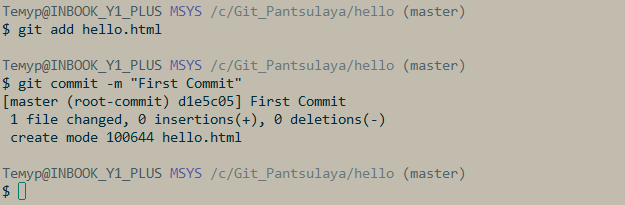 Темур@INBOOK_Y1_PLUS MSYS /c/Git_Pantsulaya/hello (master)
$ git add hello.html
Темур@INBOOK_Y1_PLUS MSYS /c/Git_Pantsulaya/hello (master)
$ git commit -m "First Commit"
[master (root-commit) d1e5c05] First Commit
 1 file changed, 0 insertions(+), 0 deletions(-)
 create mode 100644 hello.html
Темур@INBOOK_Y1_PLUS MSYS /c/Git_Pantsulaya/hello (master)
$